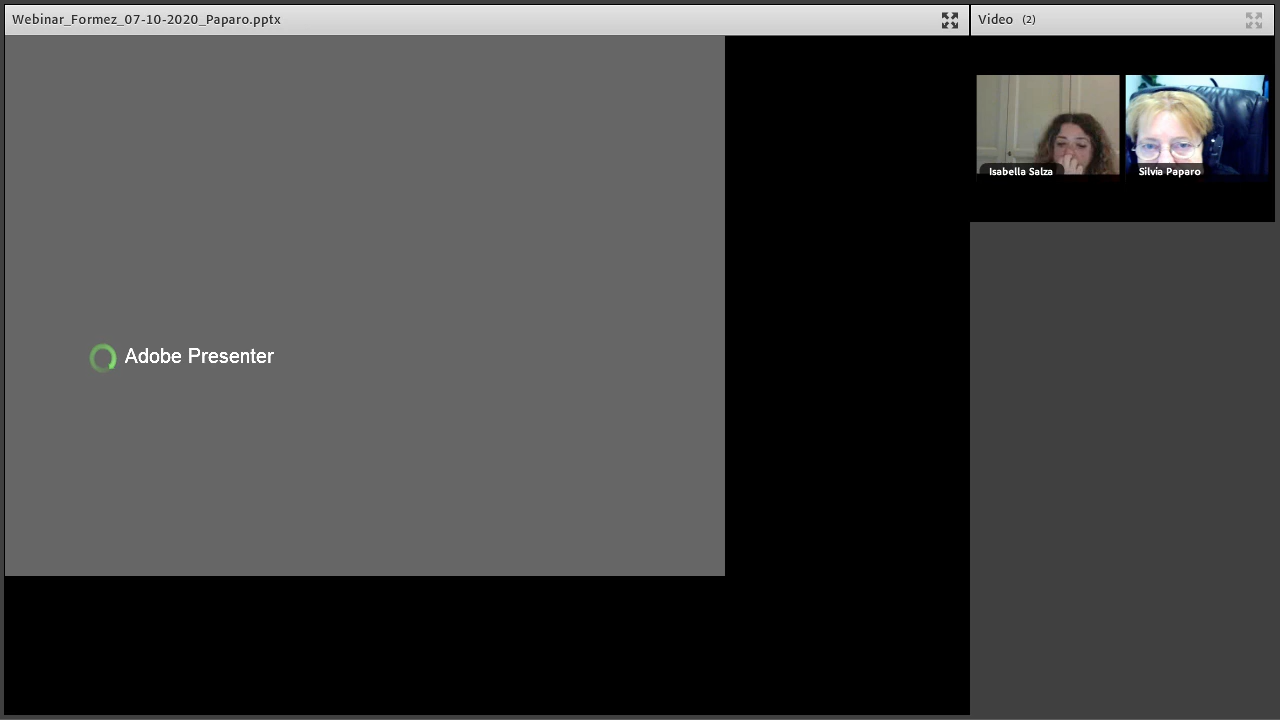 Webinar_Formez_07-10-2020_Paparo.pptx
Video (2)
Isabella Salza
Silvia Paparo
Adobe Presenter